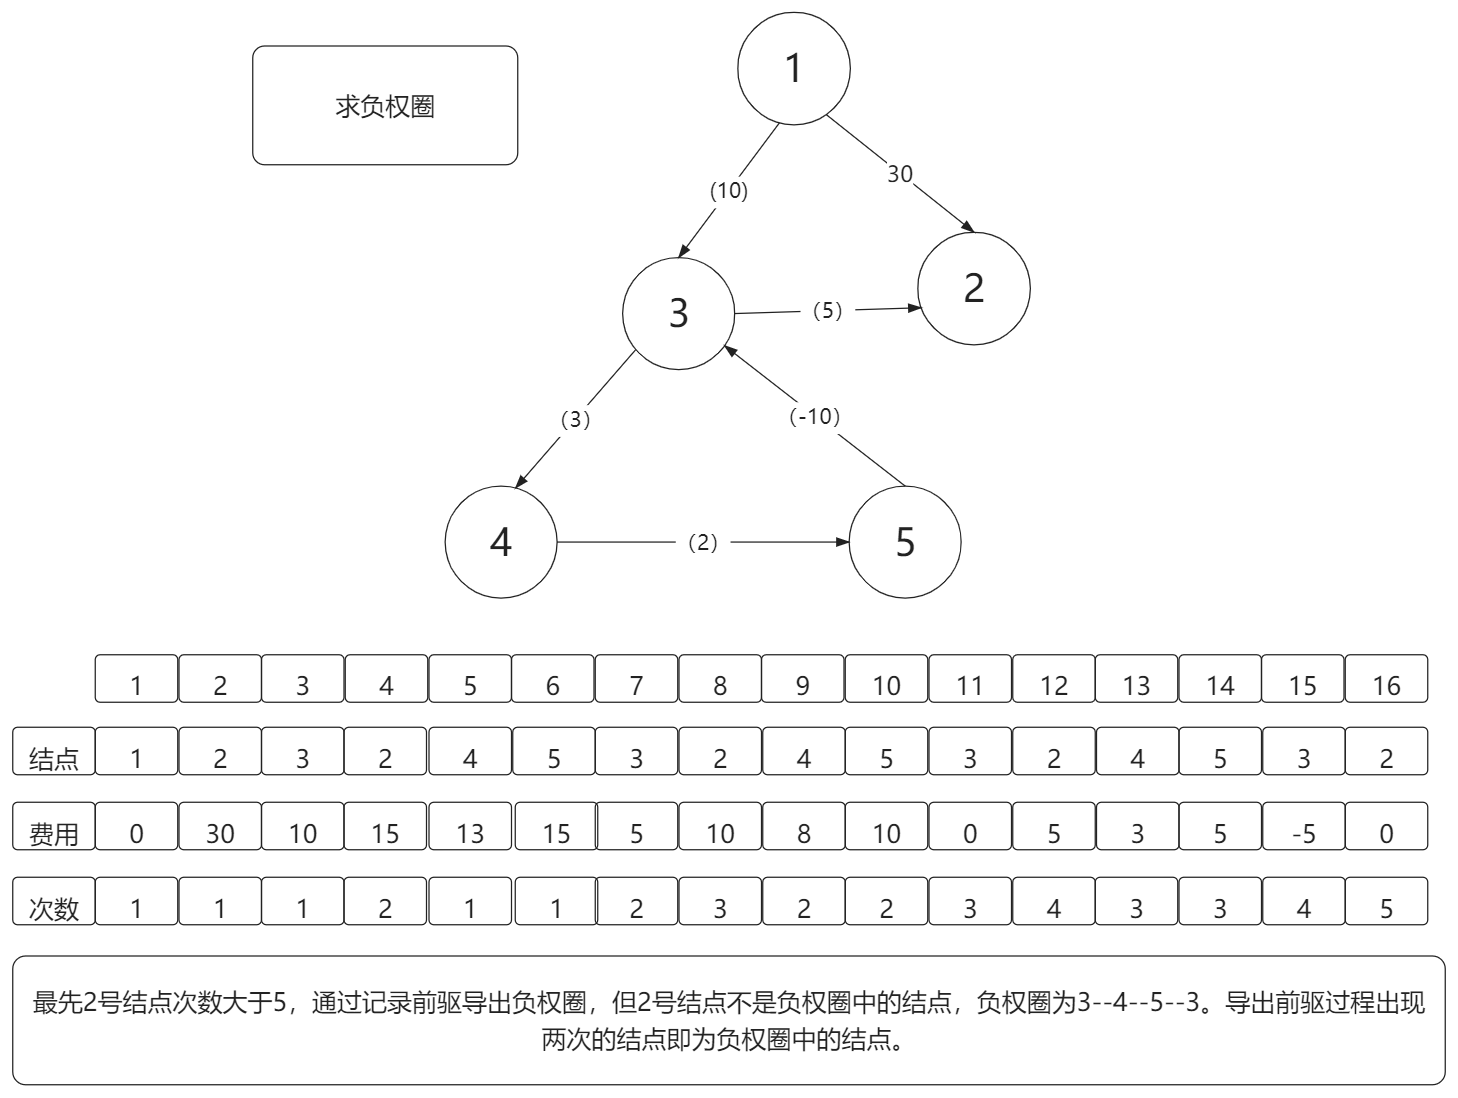 求负权圈
1
(10)
30
3
(5)
2
(3)
(-10)
4
(2)
5
1 2 3 4 5 6 7 8 9 10 11 12 13 14 15 16
结点 1 2 3 2 4 5 3 2 4 5 3 2 4 5 3 2
费用 0 30 10 15 13 15 5 10 8 10 0 5 3 5 -5 0
次数 1 1 1 2 1 1 2 3 2 2 3 4 3 3 4 5
最先2号结点次数大于5，通过记录前驱导出负权圈，但2号结点不是负权圈中的结点，负权圈为3--4--5--3。导出前驱过程出现
两次的结点即为负权圈中的结点。